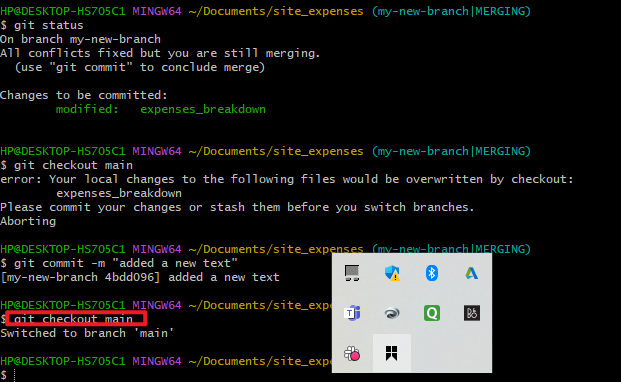 HP@DESKTOP-HS705C1 MINGW64 ~/Documents/site_expenses (my-new-branch|MERGING)
$ git status
On branch my-new-branch
All conflicts fixed but you are still merging.
  (use "git commit" to conclude merge)

Changes to be committed:
        modified:   expenses_breakdown

HP@DESKTOP-HS705C1 MINGW64 ~/Documents/site_expenses (my-new-branch|MERGING)
$ git checkout main
error: Your local changes to the following files would be overwritten by checkout:
        expenses_breakdown
Please commit your changes or stash them before you switch branches.
Aborting

HP@DESKTOP-HS705C1 MINGW64 ~/Documents/site_expenses (my-new-branch|MERGING)
$ git commit -m "added a new text"
[my-new-branch 4bdd096] added a new text

HP@DESKTOP-HS705C1 MINGW64 ~/Documents/site_expe
$ git checkout main
Switched to branch 'main'

HP@DESKTOP-HS705C1 MINGW64 ~/Documents/site_expe
$